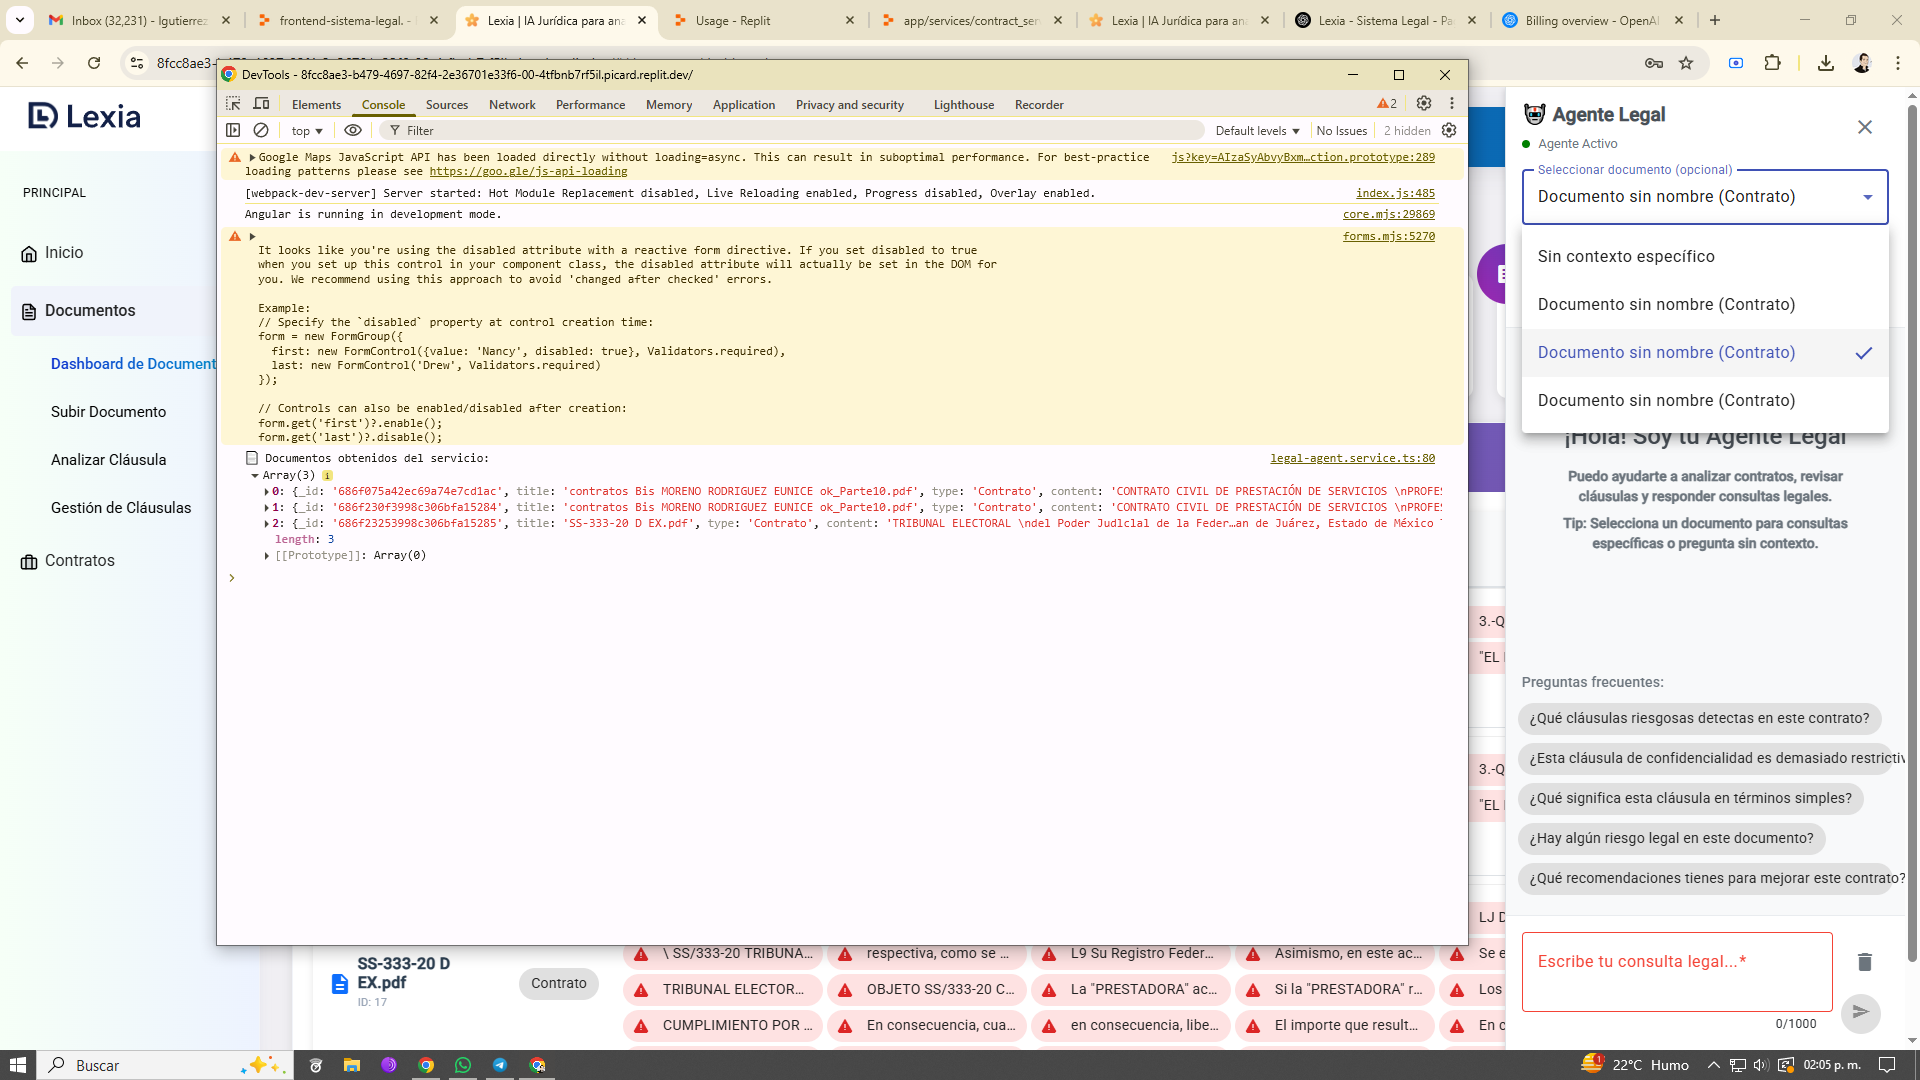 Inbox (32,231) - lgutierrez
frontend-sistema-legal. -
Lexia | IA Jurídica para ana
Usage - Replit
app/services/contract_ser
Lexia | IA Jurídica para ana
Lexia - Sistema Legal - Pa
Billing overview - OpenAI
8fcc8ae3-
DevTools - 8fcc8ae3-b479-4697-82f4-2e36701e33f6-00-4tfbnb7rf5il.picard.replit.dev/
Elements
Console
Sources
Network
Performance
Memory
Application
Privacy and security
Lighthouse
Recorder
2
top
Filter
Default levels
No Issues
2 hidden
Google Maps JavaScript API has been loaded directly without loading=async. This can result in suboptimal performance. For best-practice
js?key=AIzaSyAbvyBxm…ction.prototype:289
loading patterns please see https://goo.gle/js-api-loading
[webpack-dev-server] Server started: Hot Module Replacement disabled, Live Reloading enabled, Progress disabled, Overlay enabled.
index.js:485
Angular is running in development mode.
core.mjs:29869
forms.mjs:5270
It looks like you're using the disabled attribute with a reactive form directive. If you set disabled to true
when you set up this control in your component class, the disabled attribute will actually be set in the DOM for
you. We recommend using this approach to avoid 'changed after checked' errors.
Example:
// Specify the `disabled` property at control creation time:
form = new FormGroup({
first: new FormControl({value: 'Nancy', disabled: true}, Validators.required),
last: new FormControl('Drew', Validators.required)
});
// Controls can also be enabled/disabled after creation:
form.get('first')?.enable();
form.get('last')?.disable();
Documentos obtenidos del servicio:
legal-agent.service.ts:80
Array(3) i
0: {_id: '686f075a42ec69a74e7cd1ac', title: 'contratos Bis MORENO RODRIGUEZ EUNICE ok_Parte10.pdf', type: 'Contrato', content: 'CONTRATO CIVIL DE PRESTACIÓN DE SERVICIOS \nPROFES
1: {_id: '686f230f3998c306bfa15284', title: 'contratos Bis MORENO RODRIGUEZ EUNICE ok_Parte10.pdf', type: 'Contrato', content: 'CONTRATO CIVIL DE PRESTACIÓN DE SERVICIOS \nPROFES
2: {_id: '686f23253998c306bfa15285', title: 'SS-333-20 D EX.pdf', type: 'Contrato', content: 'TRIBUNAL ELECTORAL \ndel Poder Judlclal de la Feder…an de Juárez, Estado de México
length: 3
[[Prototype]]: Array(0)
Lexia
PRINCIPAL
Inicio
Documentos
Dashboard de Document
Subir Documento
Analizar Cláusula
Gestión de Cláusulas
Contratos
Agente Legal
Agente Activo
Seleccionar documento (opcional)
Documento sin nombre (Contrato)
Sin contexto específico
Documento sin nombre (Contrato)
Documento sin nombre (Contrato)
Documento sin nombre (Contrato)
¡Hola! Soy tu Agente Legal
Puedo ayudarte a analizar contratos, revisar
cláusulas y responder consultas legales.
Tip: Selecciona un documento para consultas
específicas o pregunta sin contexto.
3.-Q
"EL
3.-Q
"EL
LJ D
Preguntas frecuentes:
¿Qué cláusulas riesgosas detectas en este contrato?
¿Esta cláusula de confidencialidad es demasiado restrictiv
¿Qué significa esta cláusula en términos simples?
¿Hay algún riesgo legal en este documento?
¿Qué recomendaciones tienes para mejorar este contrato?
Escribe tu consulta legal...*
0/1000
SS-333-20 D
EX.pdf
ID: 17
Contrato
\ SS/333-20 TRIBUNA...
respectiva, como se ...
L9 Su Registro Feder...
Asimismo, en este ac...
Se e
TRIBUNAL ELECTOR...
OBJETO SS/333-20 C...
La "PRESTADORA" ac...
Si la "PRESTADORA" r...
Los
CUMPLIMIENTO POR ...
En consecuencia, cua...
en consecuencia, libe...
El importe que result...
En c
Buscar
1
22°C Humo
02:05 p. m.